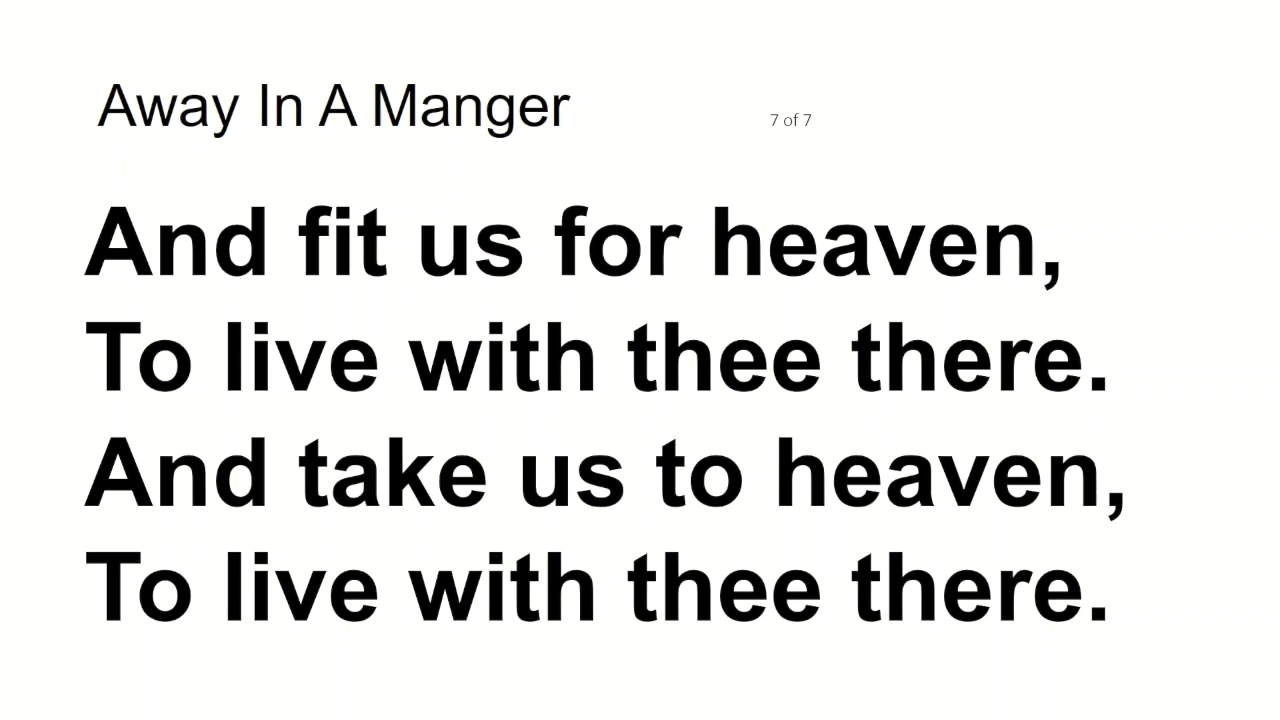 Away In A Manger
7 of 7
And fit us for heaven,
To live with thee there.
And take us to heaven,
To live with thee there.